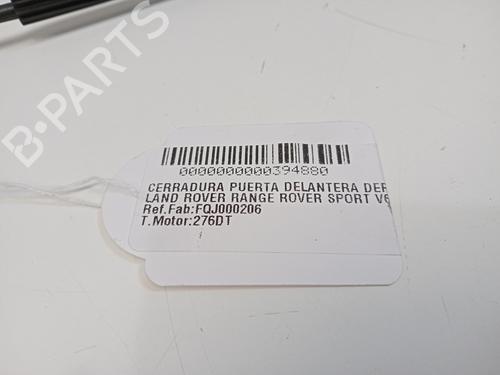 B-PARTS
0000000000394880
CERRADURA PUERTA DELANTERA DER
LAND ROVER RANGE ROVER SPORT V6
Ref.Fab:FQJ000206
T.Motor:276DT